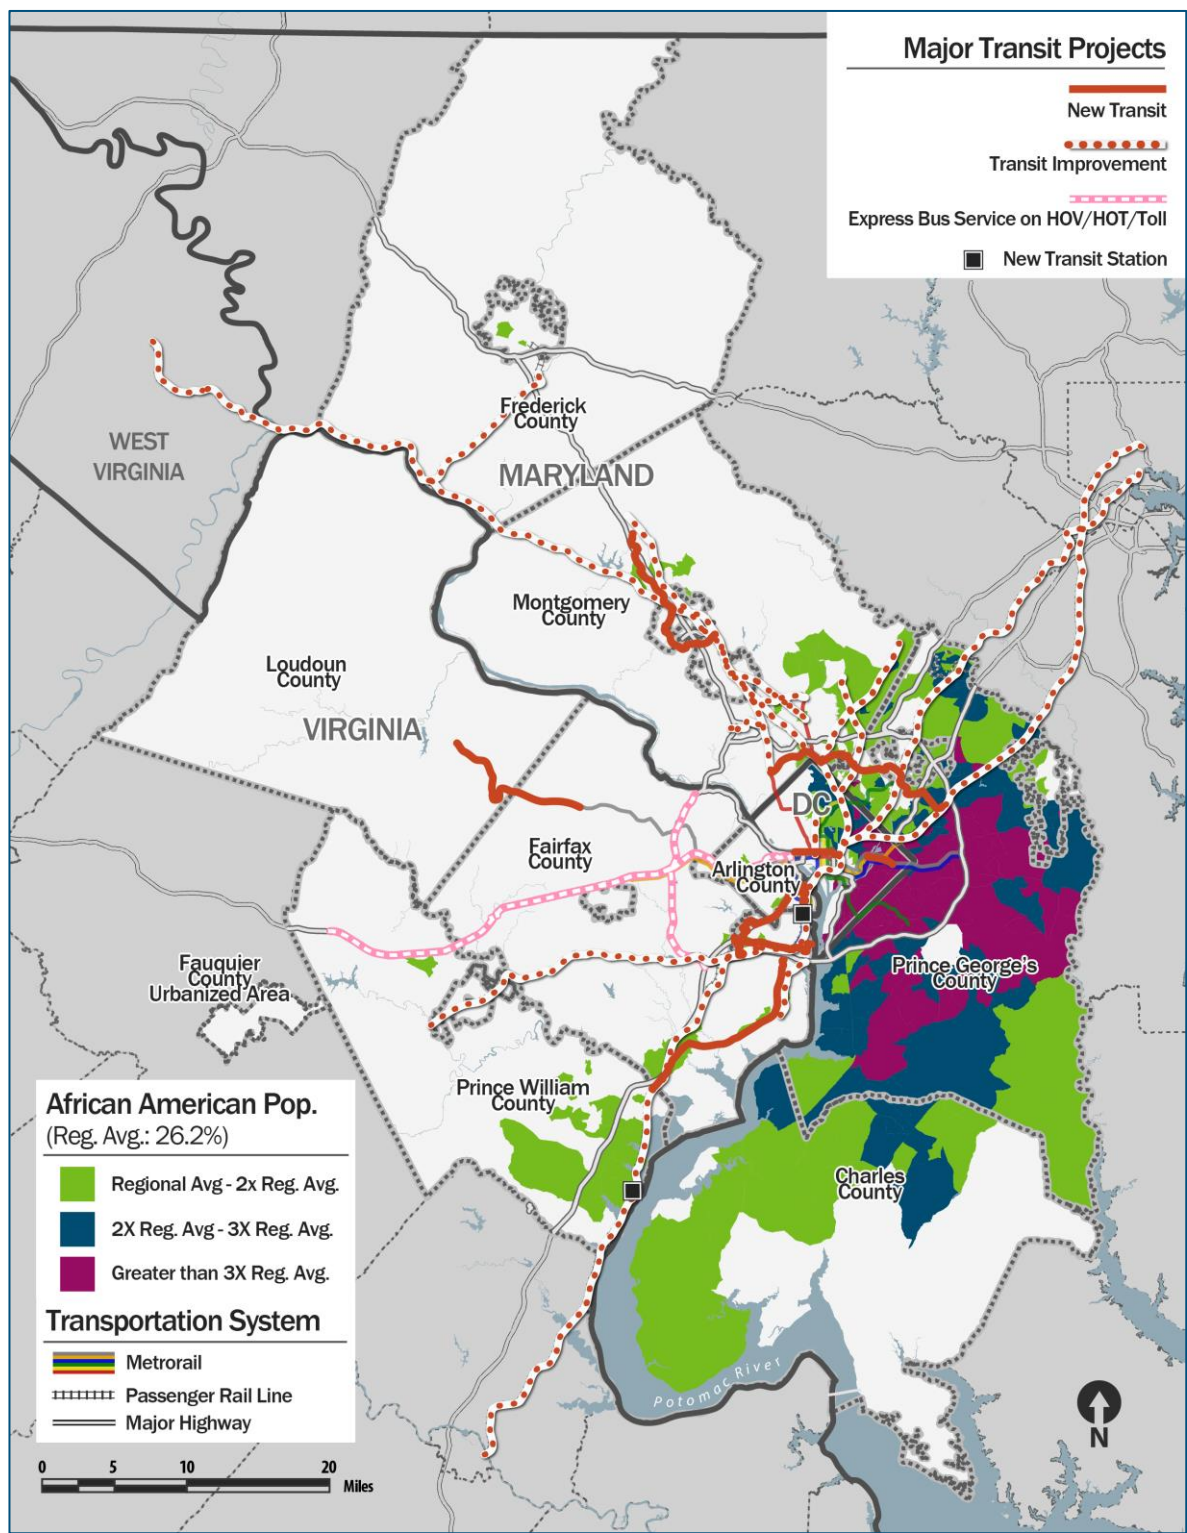 Major Transit Projects
New Transit
Transit Improvement
Express Bus Service on HOV/HOT/Toll
New Transit Station
Frederick
County
WEST
VIRGINIA
MARYLAND
Montgomery
County
Loudoun
County
VIRGINIA
DC
Fairfax
County
Arlington
County
Fauquier
County
Urbanized Area
Prince George's
County
Prince William
County
Charles
County
Potomac River
African American Pop.
(Reg. Avg.: 26.2%)
Regional Avg - 2x Reg. Avg.
2X Reg. Avg - 3X Reg. Avg.
Greater than 3X Reg. Avg.
Transportation System
Metrorail
Passenger Rail Line
Major Highway
N
0 5 10 20
Miles